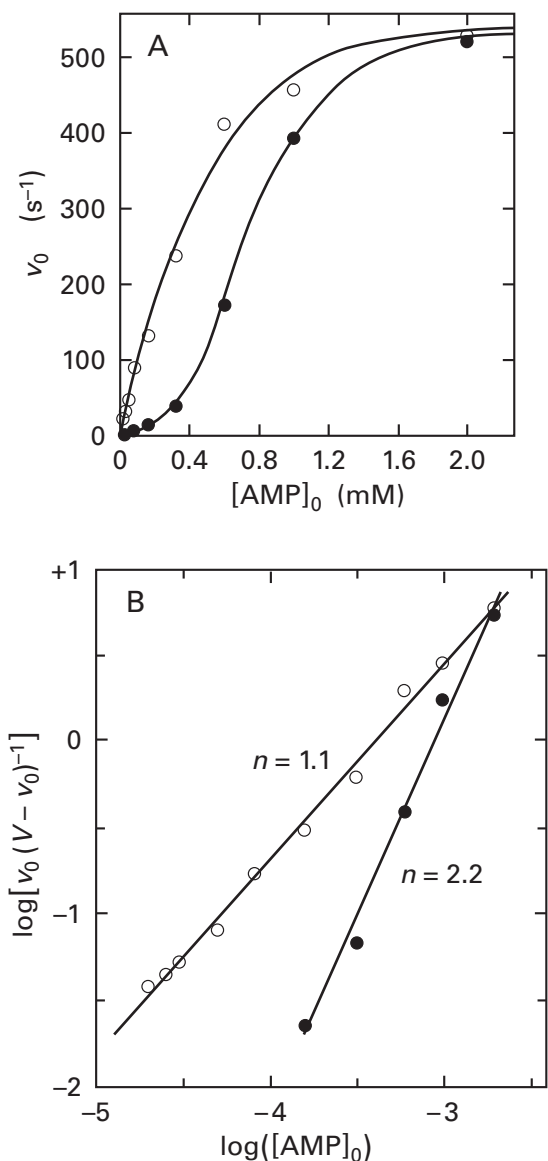 A
500
400
300
200
100
0
v₀ (s⁻¹)
0 0.4 0.8 1.2 1.6 2.0
[AMP]₀ (mM)
B
+1
0
−1
−2
log[v₀(V − v₀)⁻¹]
n = 1.1
n = 2.2
−5 −4 −3
log([AMP]₀)